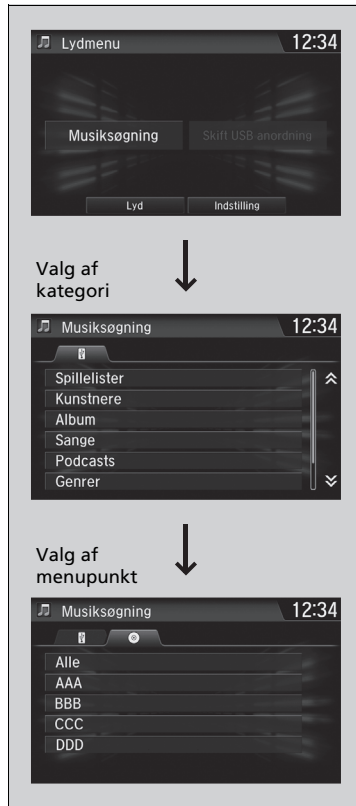 Lydmenu 12:34
Musiksøgning Skift USB anordning
Lyd Indstilling
Valg af
kategori
Musiksøgning 12:34
Spillelister
Kunstnere
Album
Sange
Podcasts
Genrer
Valg af
menupunkt
Musiksøgning 12:34
Alle
AAA
BBB
CCC
DDD